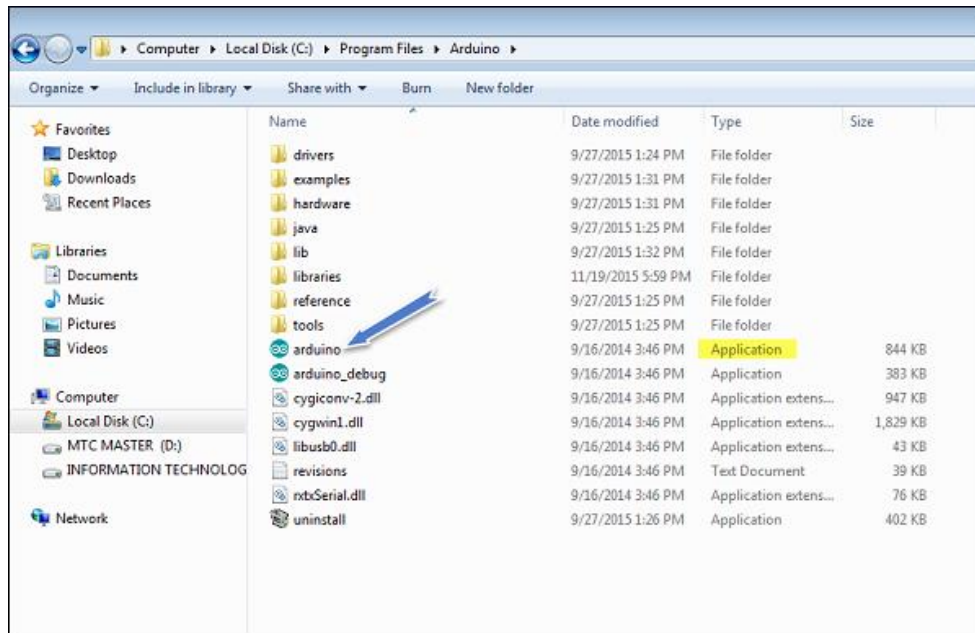 Computer Local Disk (C:) Program Files Arduino
Organize Include in library Share with Burn New folder
Favorites
Desktop
Downloads
Recent Places
Libraries
Documents
Music
Pictures
Videos
Computer
Local Disk (C:)
MTC MASTER (D:)
INFORMATION TECHNOLOG
Network
Name Date modified Type Size
drivers 9/27/2015 1:24 PM File folder
examples 9/27/2015 1:31 PM File folder
hardware 9/27/2015 1:31 PM File folder
java 9/27/2015 1:25 PM File folder
lib 9/27/2015 1:32 PM File folder
libraries 11/19/2015 5:59 PM File folder
reference 9/27/2015 1:25 PM File folder
tools 9/27/2015 1:25 PM File folder
arduino 9/16/2014 3:46 PM Application 844 KB
arduino_debug 9/16/2014 3:46 PM Application 383 KB
cygiconv-2.dll 9/16/2014 3:46 PM Application extens... 947 KB
cygwin1.dll 9/16/2014 3:46 PM Application extens... 1,829 KB
libusb0.dll 9/16/2014 3:46 PM Application extens... 43 KB
revisions 9/16/2014 3:46 PM Text Document 39 KB
rxtxSerial.dll 9/16/2014 3:46 PM Application extens... 76 KB
uninstall 9/27/2015 1:26 PM Application 402 KB